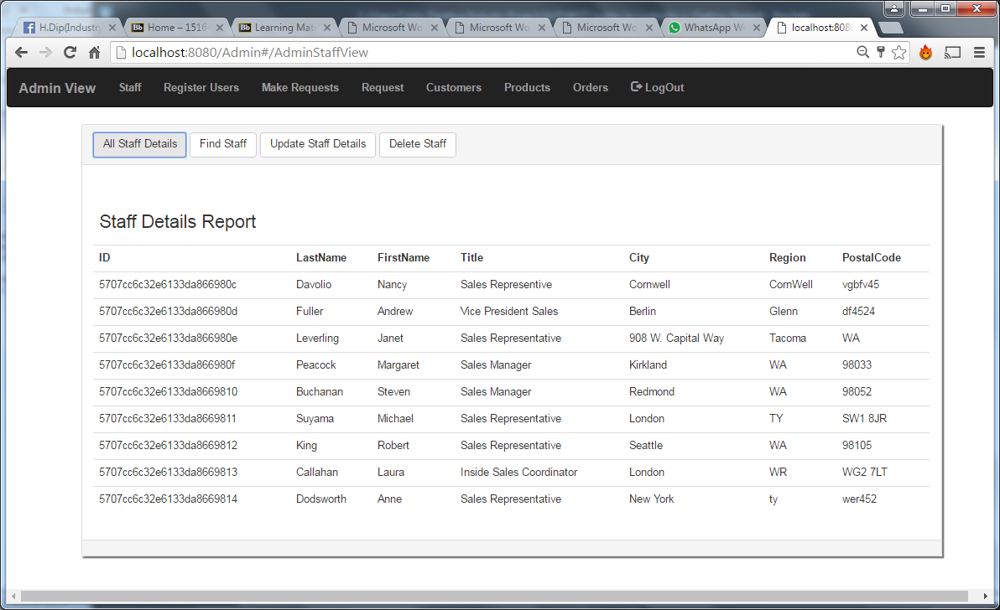 H.Dip(Industry
Home – 1516
Learning Mat
Microsoft Wo
Microsoft Wo
Microsoft Wo
WhatsApp We
localhost:8080
localhost:8080/Admin#/AdminStaffView
Admin View Staff Register Users Make Requests Request Customers Products Orders LogOut
All Staff Details Find Staff Update Staff Details Delete Staff
Staff Details Report
ID LastName FirstName Title City Region PostalCode
5707cc6c32e6133da866980c Davolio Nancy Sales Representive Cornwell CornWell vgbfv45
5707cc6c32e6133da866980d Fuller Andrew Vice President Sales Berlin Glenn df4524
5707cc6c32e6133da866980e Leverling Janet Sales Representative 908 W. Capital Way Tacoma WA
5707cc6c32e6133da866980f Peacock Margaret Sales Manager Kirkland WA 98033
5707cc6c32e6133da8669810 Buchanan Steven Sales Manager Redmond WA 98052
5707cc6c32e6133da8669811 Suyama Michael Sales Representative London TY SW1 8JR
5707cc6c32e6133da8669812 King Robert Sales Representative Seattle WA 98105
5707cc6c32e6133da8669813 Callahan Laura Inside Sales Coordinator London WR WG2 7LT
5707cc6c32e6133da8669814 Dodsworth Anne Sales Representative New York ty wer452